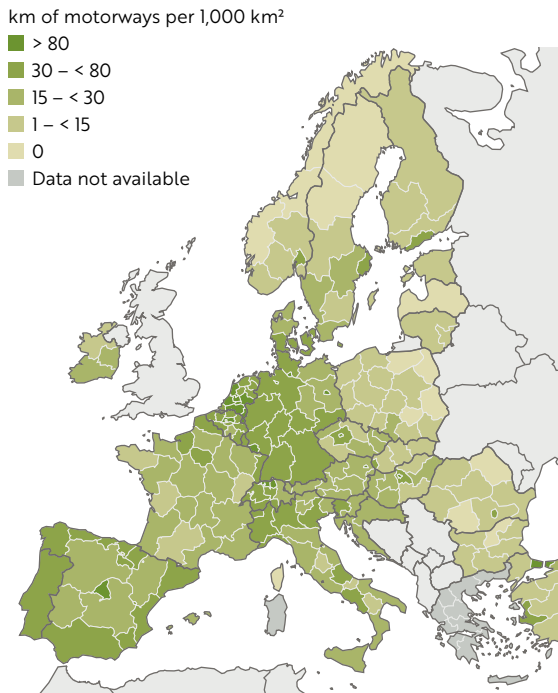 km of motorways per 1,000 km²
> 80
30 – < 80
15 – < 30
1 – < 15
0
Data not available